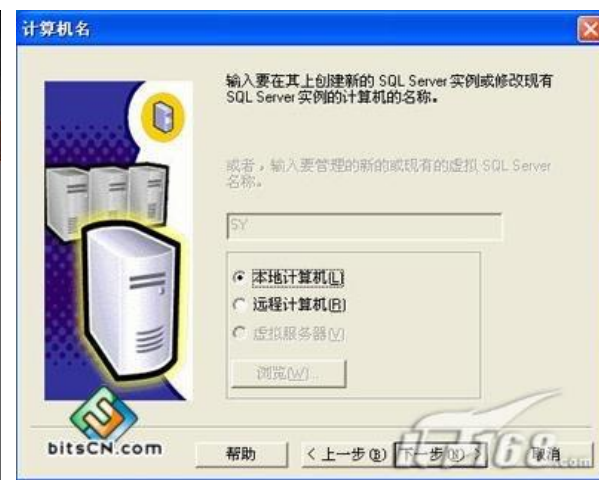 计算机名
输入要在其上创建新的 SQL Server 实例或修改现有
SQL Server 实例的计算机的名称。
或者，输入要管理的新的或现有的虚拟 SQL Server
名称。
SY
本地计算机(L)
远程计算机(R)
虚拟服务器(V)
浏览(W)...
bitsCN.com
帮助
< 上一步(B)
下一步(N) >
取消
IT168.com